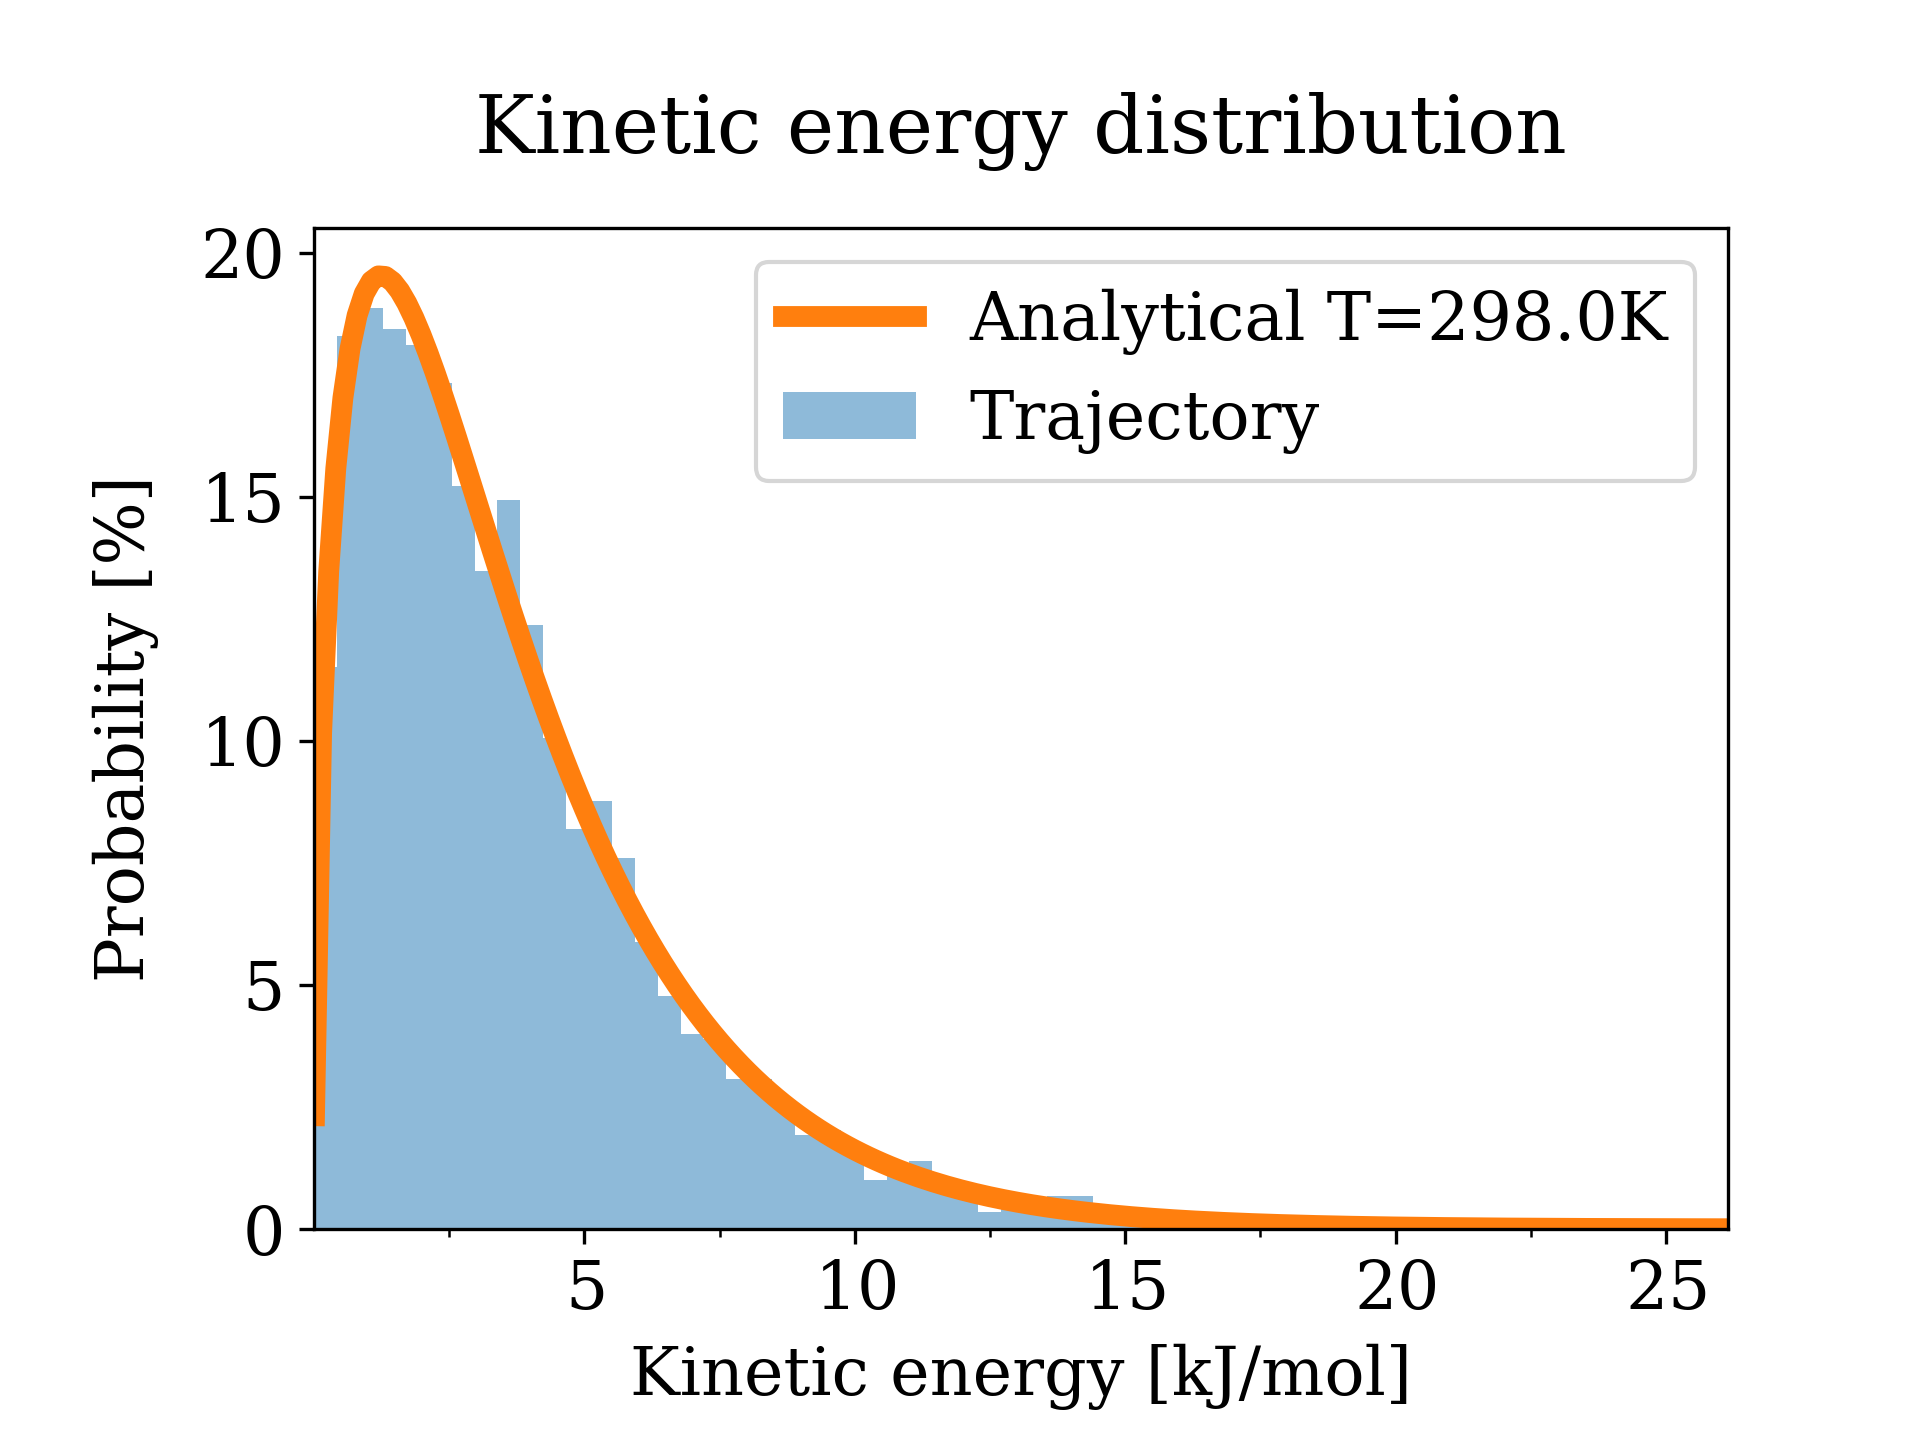 Kinetic energy distribution
Analytical T=298.0K
Trajectory
Probability [%]
20
15
10
5
0
5 10 15 20 25
Kinetic energy [kJ/mol]